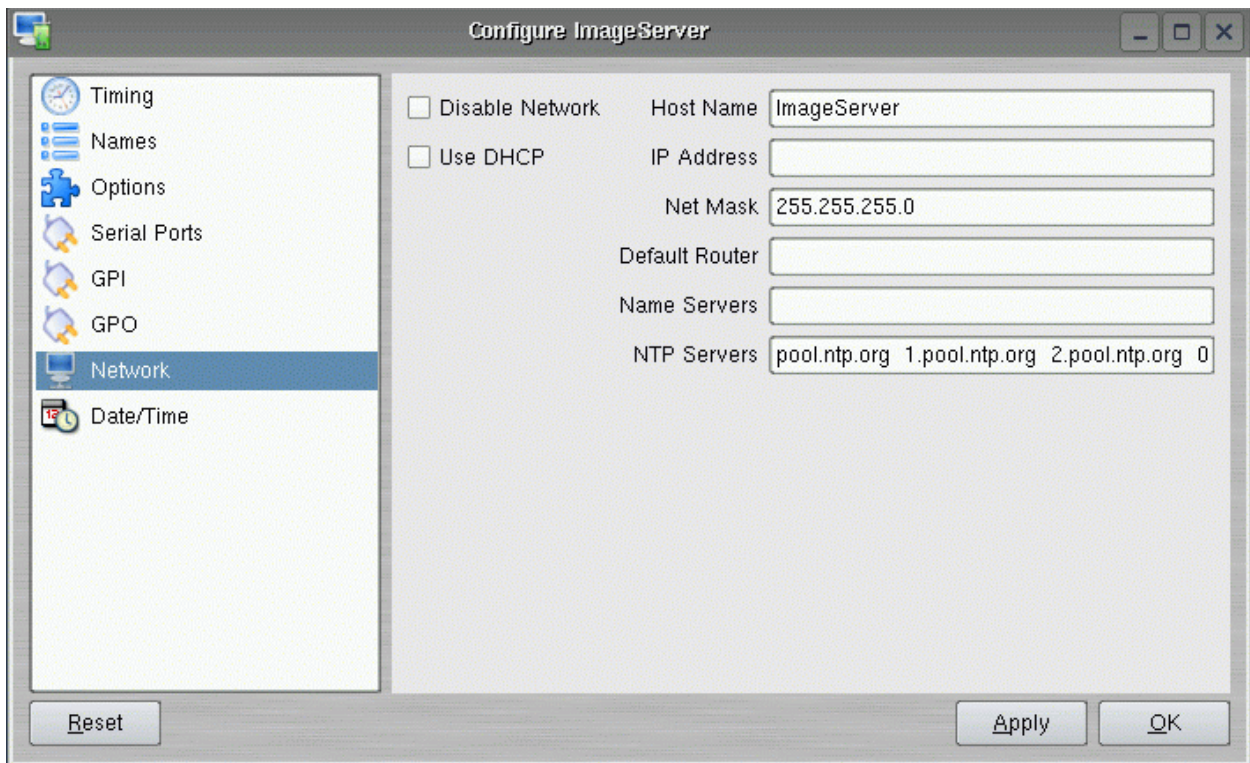 Configure ImageServer
Timing
Names
Options
Serial Ports
GPI
GPO
Network
Date/Time
Disable Network
Use DHCP
Host Name ImageServer
IP Address
Net Mask 255.255.255.0
Default Router
Name Servers
NTP Servers pool.ntp.org 1.pool.ntp.org 2.pool.ntp.org 0
Reset
Apply
OK